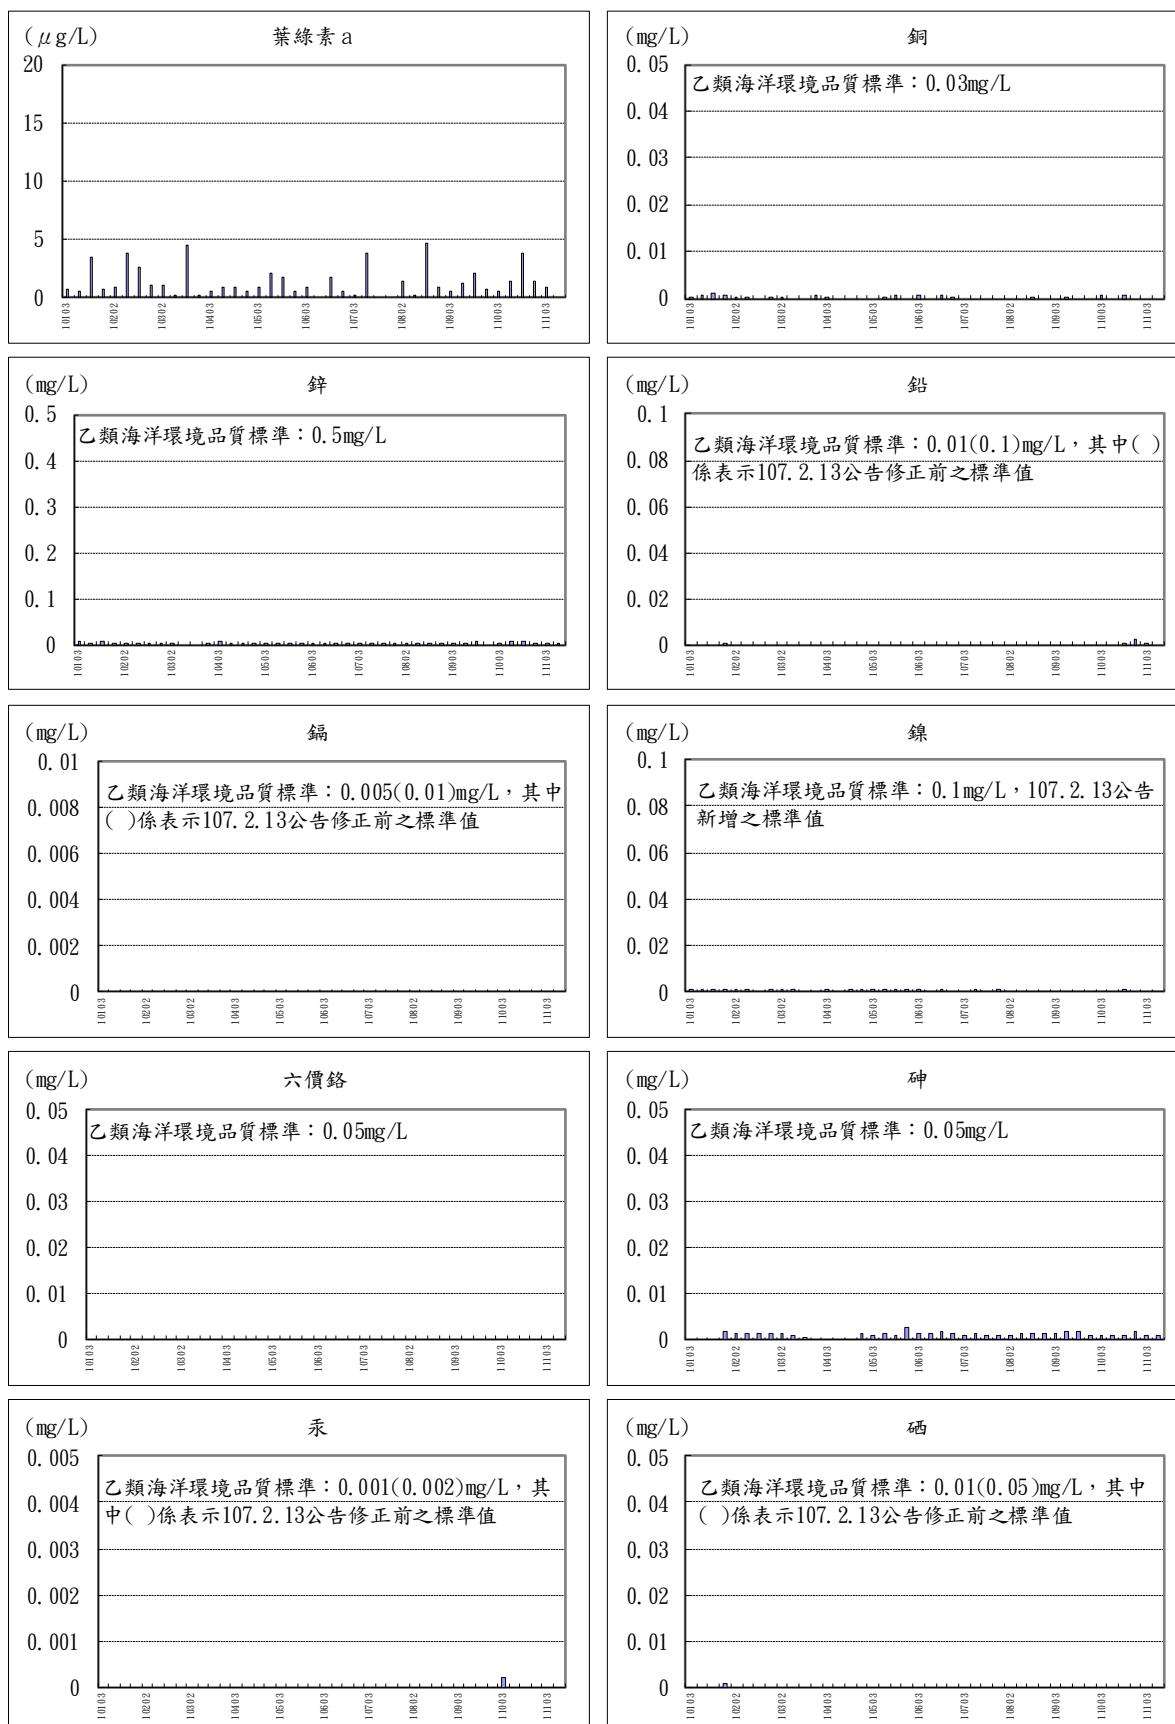 (μg/L) 葉綠素a
20
15
10
5
0
10103 10202 10302 10403 10503 10603 10703 10802 10903 11003 11103
(mg/L) 銅
0.05
乙類海洋環境品質標準：0.03mg/L
0.04
0.03
0.02
0.01
0
10103 10202 10302 10403 10503 10603 10703 10802 10903 11003 11103
(mg/L) 鋅
0.5
乙類海洋環境品質標準：0.5mg/L
0.4
0.3
0.2
0.1
0
10103 10202 10302 10403 10503 10603 10703 10802 10903 11003 11103
(mg/L) 鉛
0.1
乙類海洋環境品質標準：0.01(0.1)mg/L，其中( )
係表示107.2.13公告修正前之標準值
0.08
0.06
0.04
0.02
0
10103 10202 10302 10403 10503 10603 10703 10802 10903 11003 11103
(mg/L) 鎘
0.01
乙類海洋環境品質標準：0.005(0.01)mg/L，其中
( )係表示107.2.13公告修正前之標準值
0.008
0.006
0.004
0.002
0
10103 10202 10302 10403 10503 10603 10703 10802 10903 11003 11103
(mg/L) 鎳
0.1
乙類海洋環境品質標準：0.1mg/L，107.2.13公告
新增之標準值
0.08
0.06
0.04
0.02
0
10103 10202 10302 10403 10503 10603 10703 10802 10903 11003 11103
(mg/L) 六價鉻
0.05
乙類海洋環境品質標準：0.05mg/L
0.04
0.03
0.02
0.01
0
10103 10202 10302 10403 10503 10603 10703 10802 10903 11003 11103
(mg/L) 砷
0.05
乙類海洋環境品質標準：0.05mg/L
0.04
0.03
0.02
0.01
0
10103 10202 10302 10403 10503 10603 10703 10802 10903 11003 11103
(mg/L) 汞
0.005
乙類海洋環境品質標準：0.001(0.002)mg/L，其
中( )係表示107.2.13公告修正前之標準值
0.004
0.003
0.002
0.001
0
10103 10202 10302 10403 10503 10603 10703 10802 10903 11003 11103
(mg/L) 硒
0.05
乙類海洋環境品質標準：0.01(0.05)mg/L，其中
( )係表示107.2.13公告修正前之標準值
0.04
0.03
0.02
0.01
0
10103 10202 10302 10403 10503 10603 10703 10802 10903 11003 11103